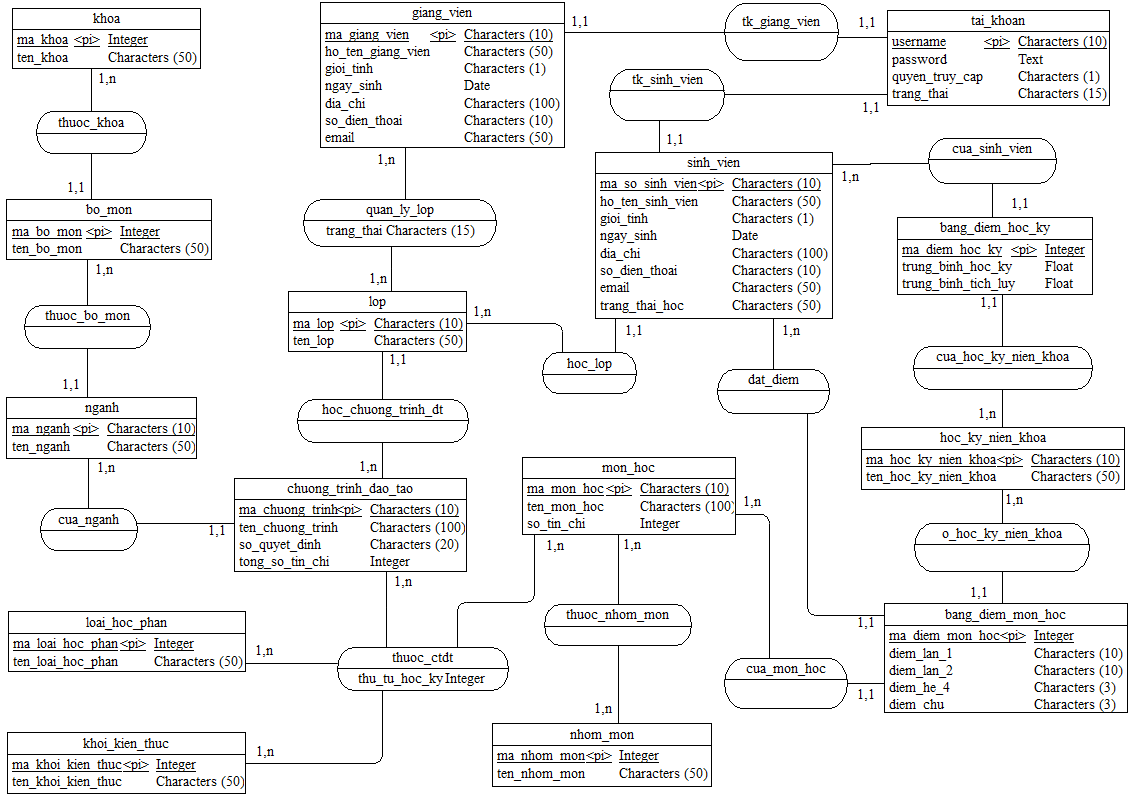 khoa
ma_khoa <pi> Integer
ten_khoa Characters (50)
1,n
thuoc_khoa
1,1
bo_mon
ma_bo_mon <pi> Integer
ten_bo_mon Characters (50)
1,n
thuoc_bo_mon
1,1
nganh
ma_nganh <pi> Characters (10)
ten_nganh Characters (50)
1,n
cua_nganh
1,1
giang_vien
ma_giang_vien <pi> Characters (10)
ho_ten_giang_vien Characters (50)
gioi_tinh Characters (1)
ngay_sinh Date
dia_chi Characters (100)
so_dien_thoai Characters (10)
email Characters (50)
1,1
tk_giang_vien
1,1
tai_khoan
username <pi> Characters (10)
password Text
quyen_truy_cap Characters (1)
trang_thai Characters (15)
tk_sinh_vien
1,1
1,1
1,n
quan_ly_lop
trang_thai Characters (15)
1,n
lop
ma_lop <pi> Characters (10)
ten_lop Characters (50)
1,n
hoc_lop
1,1
1,1
hoc_chuong_trinh_dt
1,n
chuong_trinh_dao_tao
ma_chuong_trinh<pi> Characters (10)
ten_chuong_trinh Characters (100)
so_quyet_dinh Characters (20)
tong_so_tin_chi Integer
1,n
sinh_vien
ma_so_sinh_vien<pi> Characters (10)
ho_ten_sinh_vien Characters (50)
gioi_tinh Characters (1)
ngay_sinh Date
dia_chi Characters (100)
so_dien_thoai Characters (10)
email Characters (50)
trang_thai_hoc Characters (50)
1,n
cua_sinh_vien
1,1
bang_diem_hoc_ky
ma_diem_hoc_ky <pi> Integer
trung_binh_hoc_ky Float
trung_binh_tich_luy Float
1,1
cua_hoc_ky_nien_khoa
1,n
hoc_ky_nien_khoa
ma_hoc_ky_nien_khoa<pi> Characters (10)
ten_hoc_ky_nien_khoa Characters (50)
1,n
o_hoc_ky_nien_khoa
1,1
1,n
dat_diem
1,1
bang_diem_mon_hoc
ma_diem_mon_hoc<pi> Integer
diem_lan_1 Characters (10)
diem_lan_2 Characters (10)
diem_he_4 Characters (3)
diem_chu Characters (3)
mon_hoc
ma_mon_hoc <pi> Characters (10)
ten_mon_hoc Characters (100)
so_tin_chi Integer
1,n
cua_mon_hoc
1,1
1,n
1,n
thuoc_nhom_mon
1,n
nhom_mon
ma_nhom_mon<pi> Integer
ten_nhom_mon Characters (50)
loai_hoc_phan
ma_loai_hoc_phan<pi> Integer
ten_loai_hoc_phan Characters (50)
1,n
thuoc_ctdt
thu_tu_hoc_ky Integer
khoi_kien_thuc
ma_khoi_kien_thuc<pi> Integer
ten_khoi_kien_thuc Characters (50)
1,n